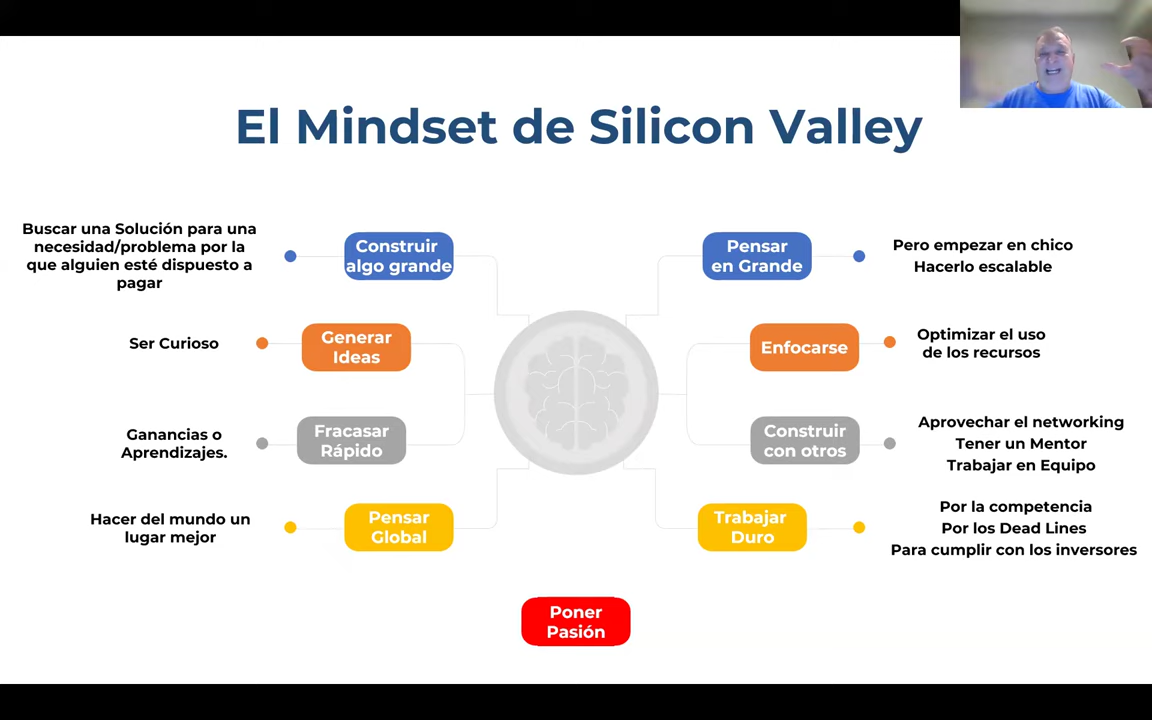 El Mindset de Silicon Valley
Buscar una Solución para una
necesidad/problema por la
que alguien esté dispuesto a
pagar
Construir
algo grande
Ser Curioso
Generar
Ideas
Ganancias o
Aprendizajes.
Fracasar
Rápido
Hacer del mundo un
lugar mejor
Pensar
Global
Pensar
en Grande
Pero empezar en chico
Hacerlo escalable
Enfocarse
Optimizar el uso
de los recursos
Construir
con otros
Aprovechar el networking
Tener un Mentor
Trabajar en Equipo
Trabajar
Duro
Por la competencia
Por los Dead Lines
Para cumplir con los inversores
Poner
Pasión